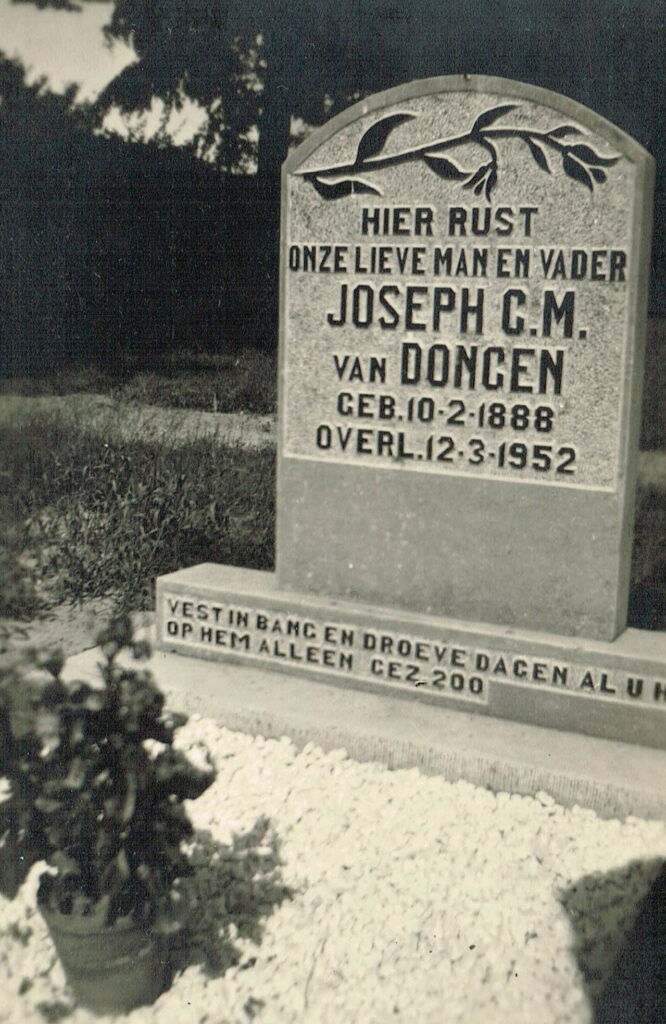 HIER RUST
ONZE LIEVE MAN EN VADER
JOSEPH C.M.
VAN DONGEN
GEB. 10-2-1888
OVERL. 12-3-1952
VEST IN BANG EN DROEVE DAGEN AL U
OP HEM ALLEEN GEZ. 200